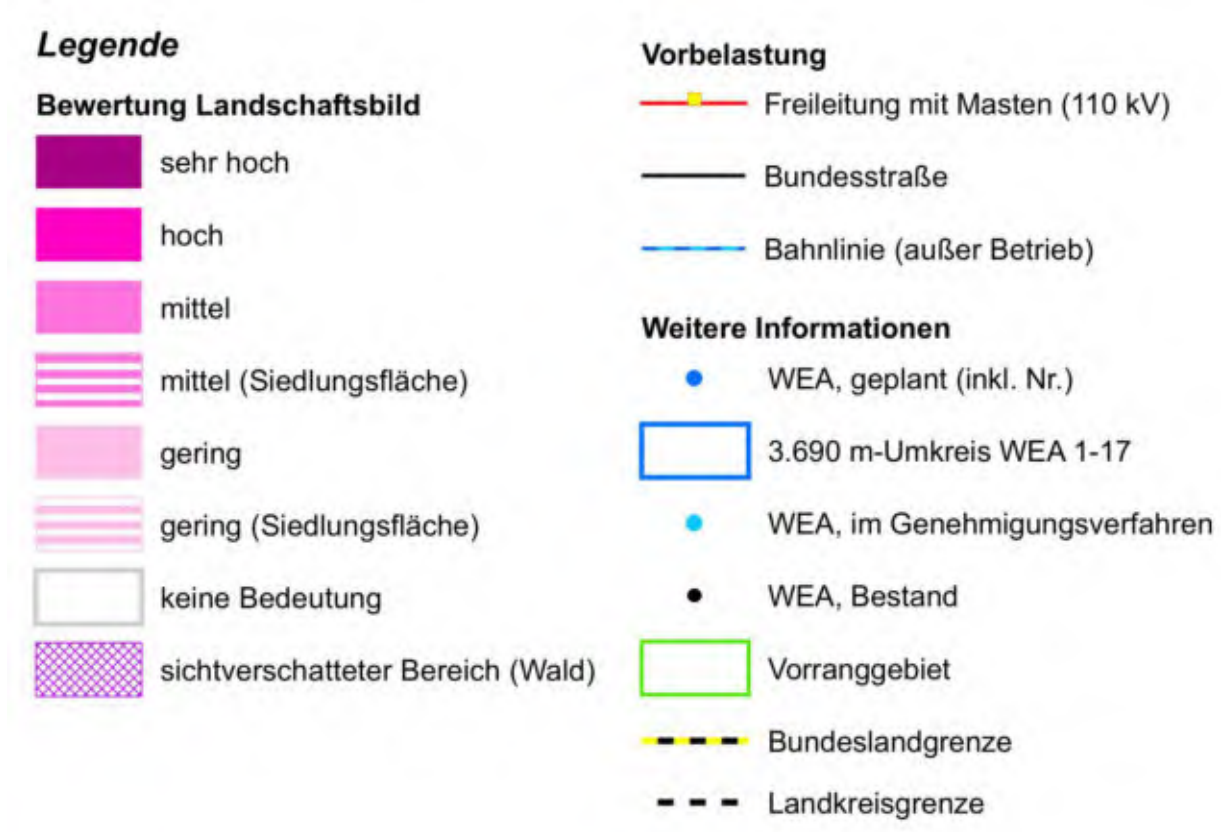 Legende
Bewertung Landschaftsbild
sehr hoch
hoch
mittel
mittel (Siedlungsfläche)
gering
gering (Siedlungsfläche)
keine Bedeutung
sichtverschatteter Bereich (Wald)
Vorbelastung
Freileitung mit Masten (110 kV)
Bundesstraße
Bahnlinie (außer Betrieb)
Weitere Informationen
WEA, geplant (inkl. Nr.)
3.690 m-Umkreis WEA 1-17
WEA, im Genehmigungsverfahren
WEA, Bestand
Vorranggebiet
Bundeslandgrenze
Landkreisgrenze